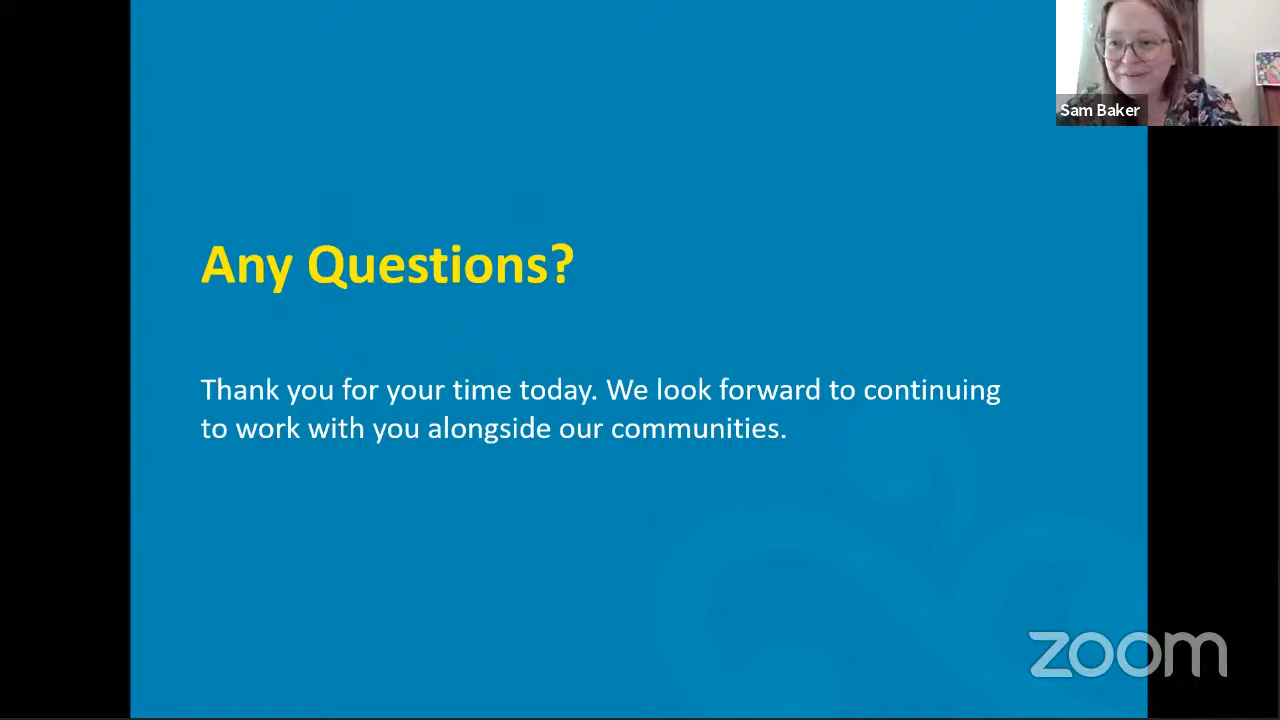 Sam Baker
Any Questions?
Thank you for your time today. We look forward to continuing
to work with you alongside our communities.
zoom